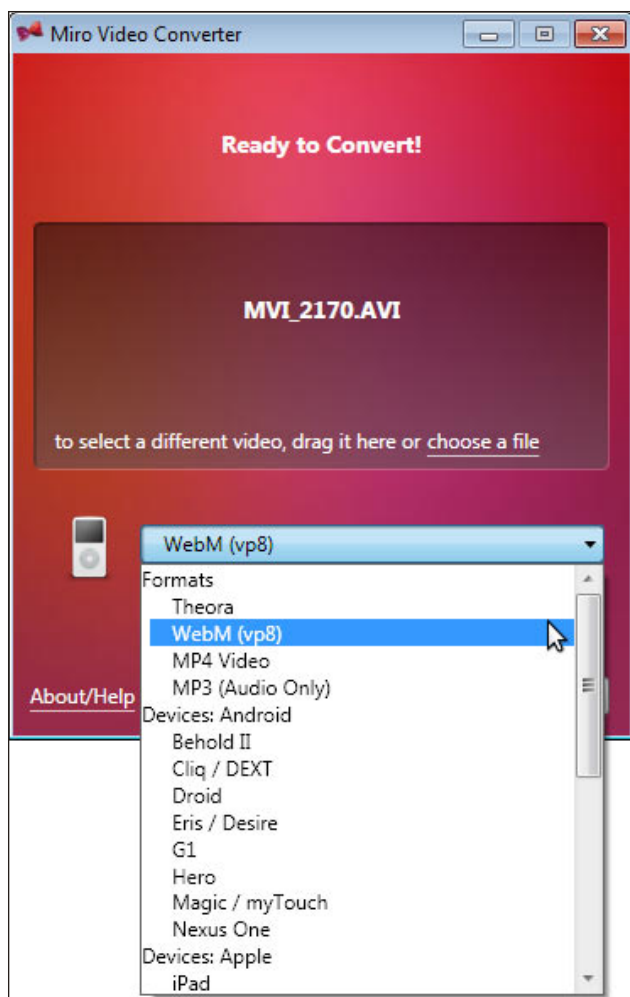 Miro Video Converter
Ready to Convert!
MVI_2170.AVI
to select a different video, drag it here or choose a file
WebM (vp8)
Formats
Theora
WebM (vp8)
MP4 Video
MP3 (Audio Only)
About/Help
Devices: Android
Behold II
Cliq / DEXT
Droid
Eris / Desire
G1
Hero
Magic / myTouch
Nexus One
Devices: Apple
iPad